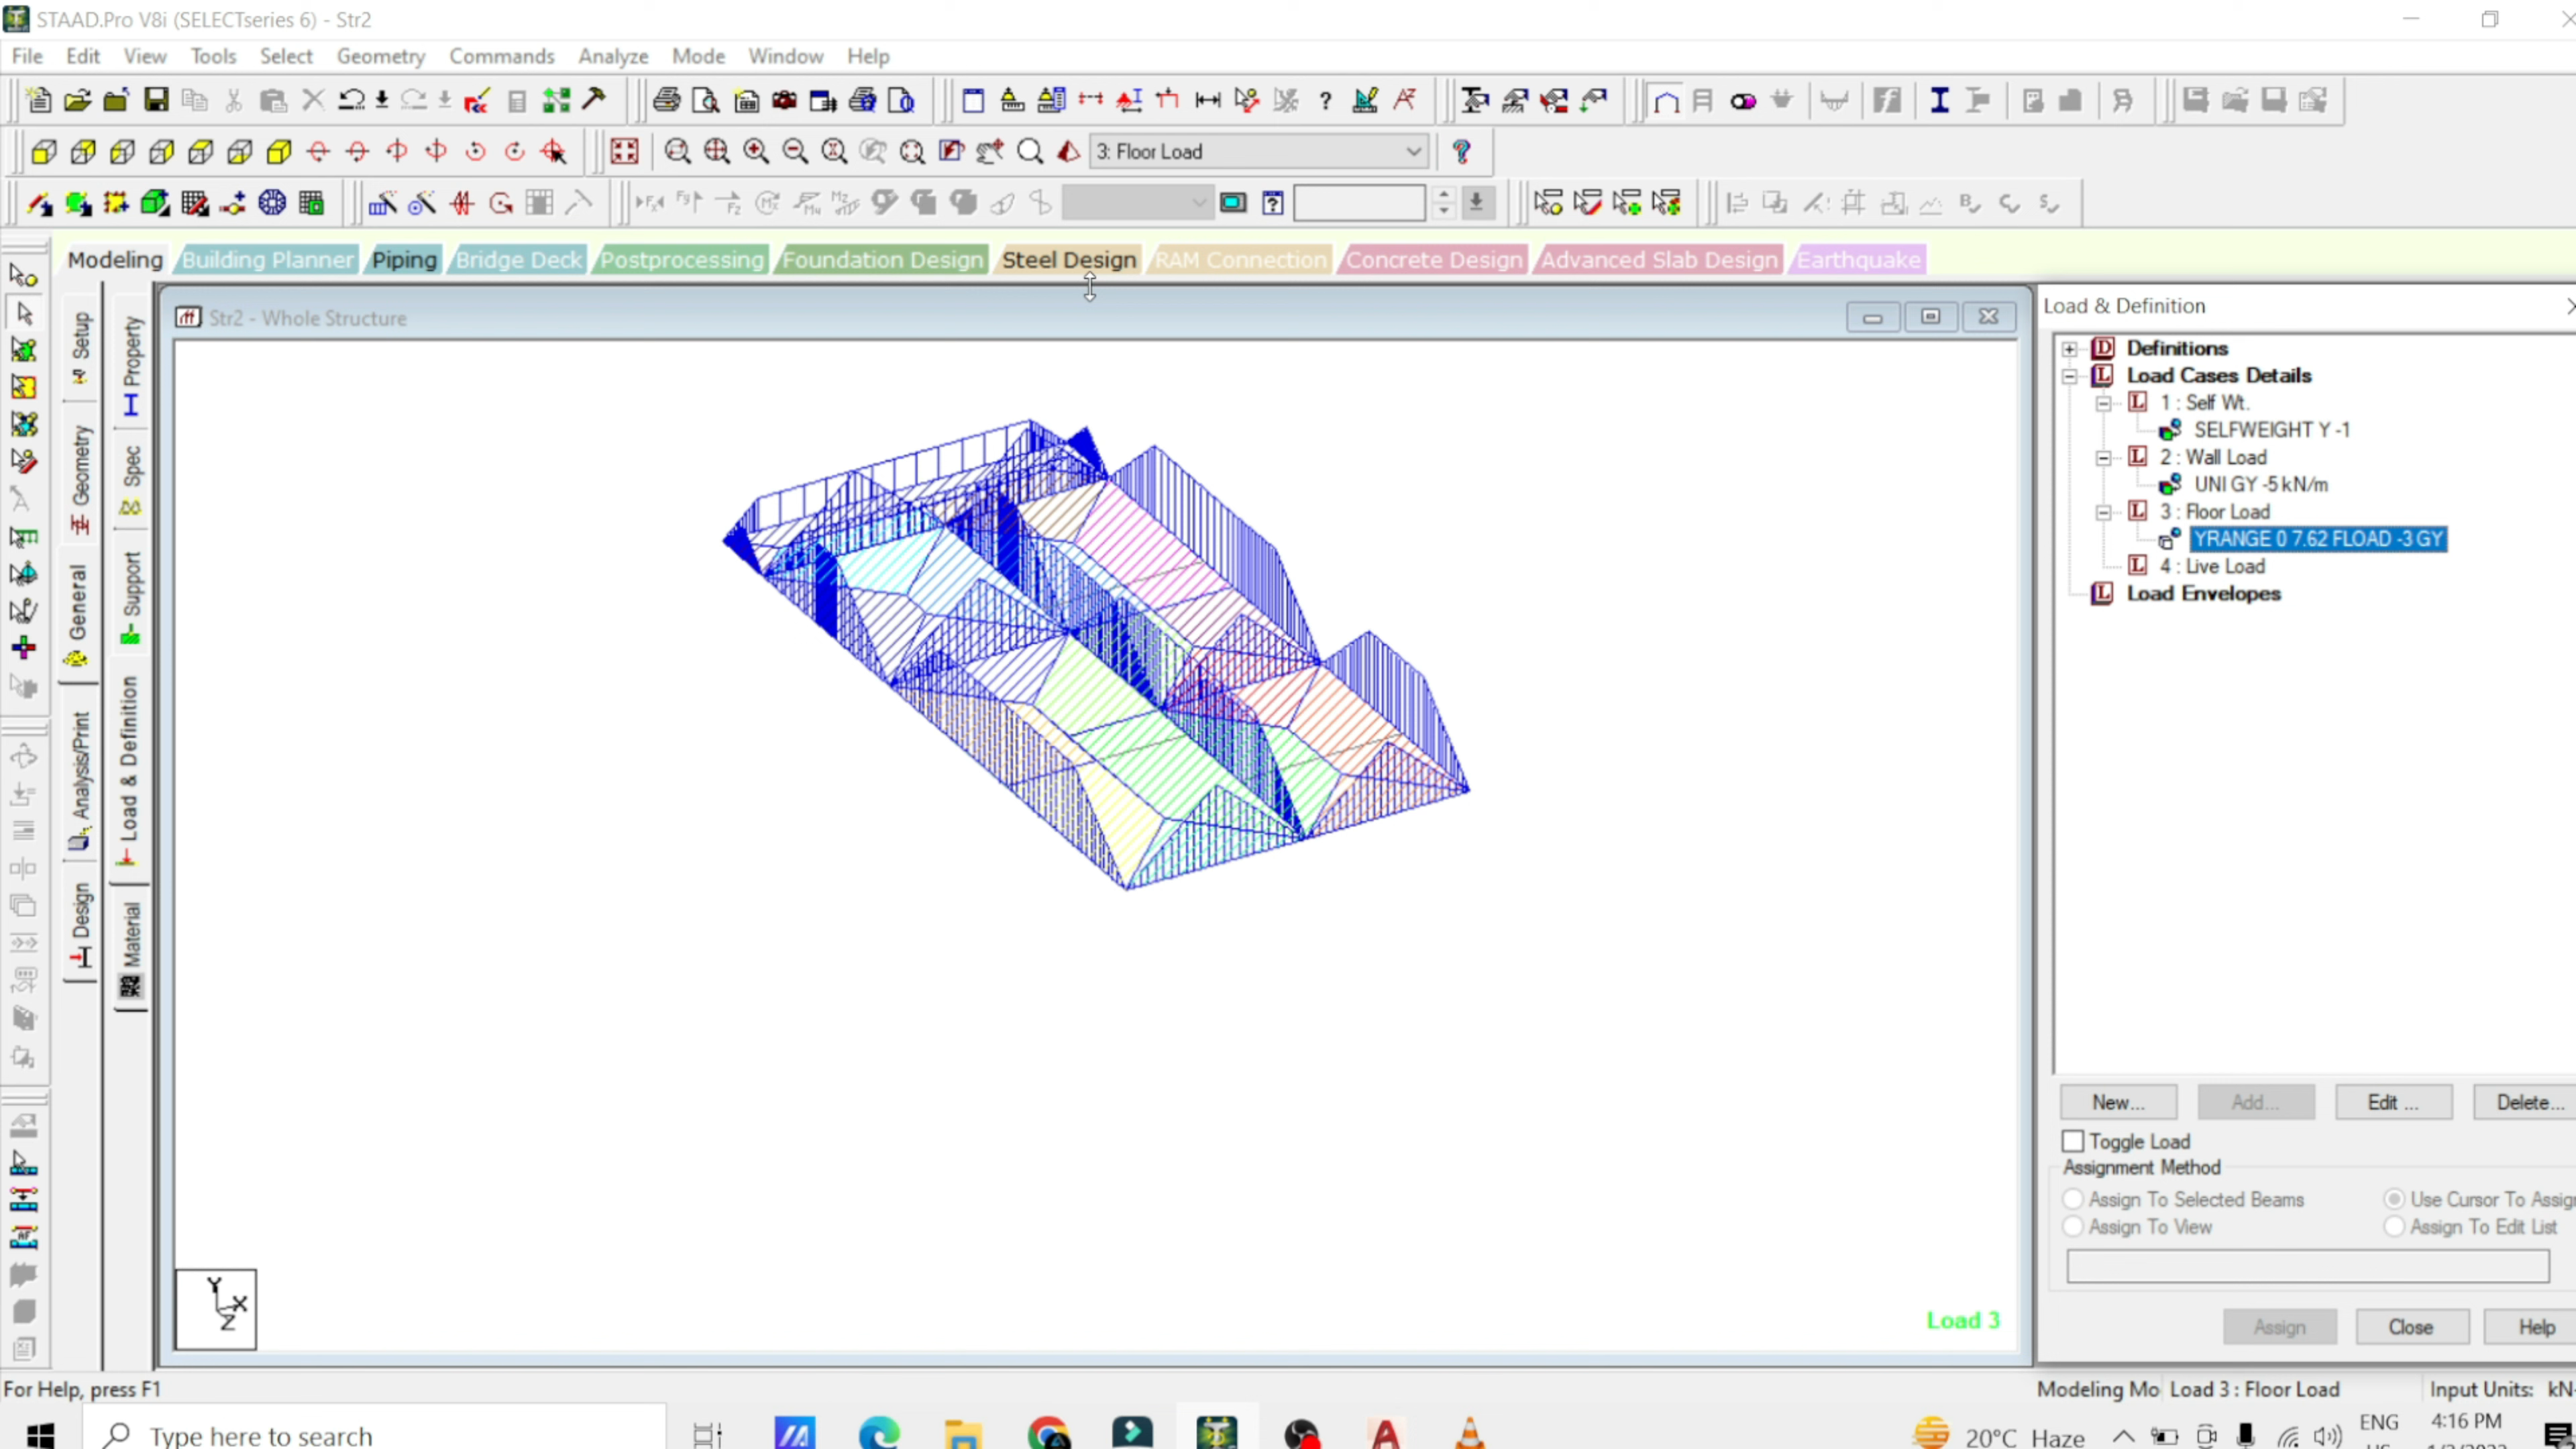 STAAD.Pro V8i (SELECTseries 6) - Str2
File Edit View Tools Select Geometry Commands Analyze Mode Window Help
3: Floor Load
Modeling Building Planner Piping Bridge Deck Postprocessing Foundation Design Steel Design RAM Connection Concrete Design Advanced Slab Design Earthquake
Setup
Geometry
General
Analysis/Print
Design
Property
Spec
Support
Load & Definition
Material
Str2 - Whole Structure
Y
X
Z
Load 3
Load & Definition
Definitions
Load Cases Details
1 : Self Wt.
SELFWEIGHT Y -1
2 : Wall Load
UNI GY -5 kN/m
3 : Floor Load
YRANGE 0 7.62 FLOAD -3 GY
4 : Live Load
Load Envelopes
New... Add... Edit ... Delete...
Toggle Load
Assignment Method
Assign To Selected Beams Use Cursor To
Assign To View Assign To Edit List
Assign Close Help
For Help, press F1
Modeling Mo Load 3 : Floor Load Input Units: kN-
Type here to search
20°C Haze
ENG
4:16 PM